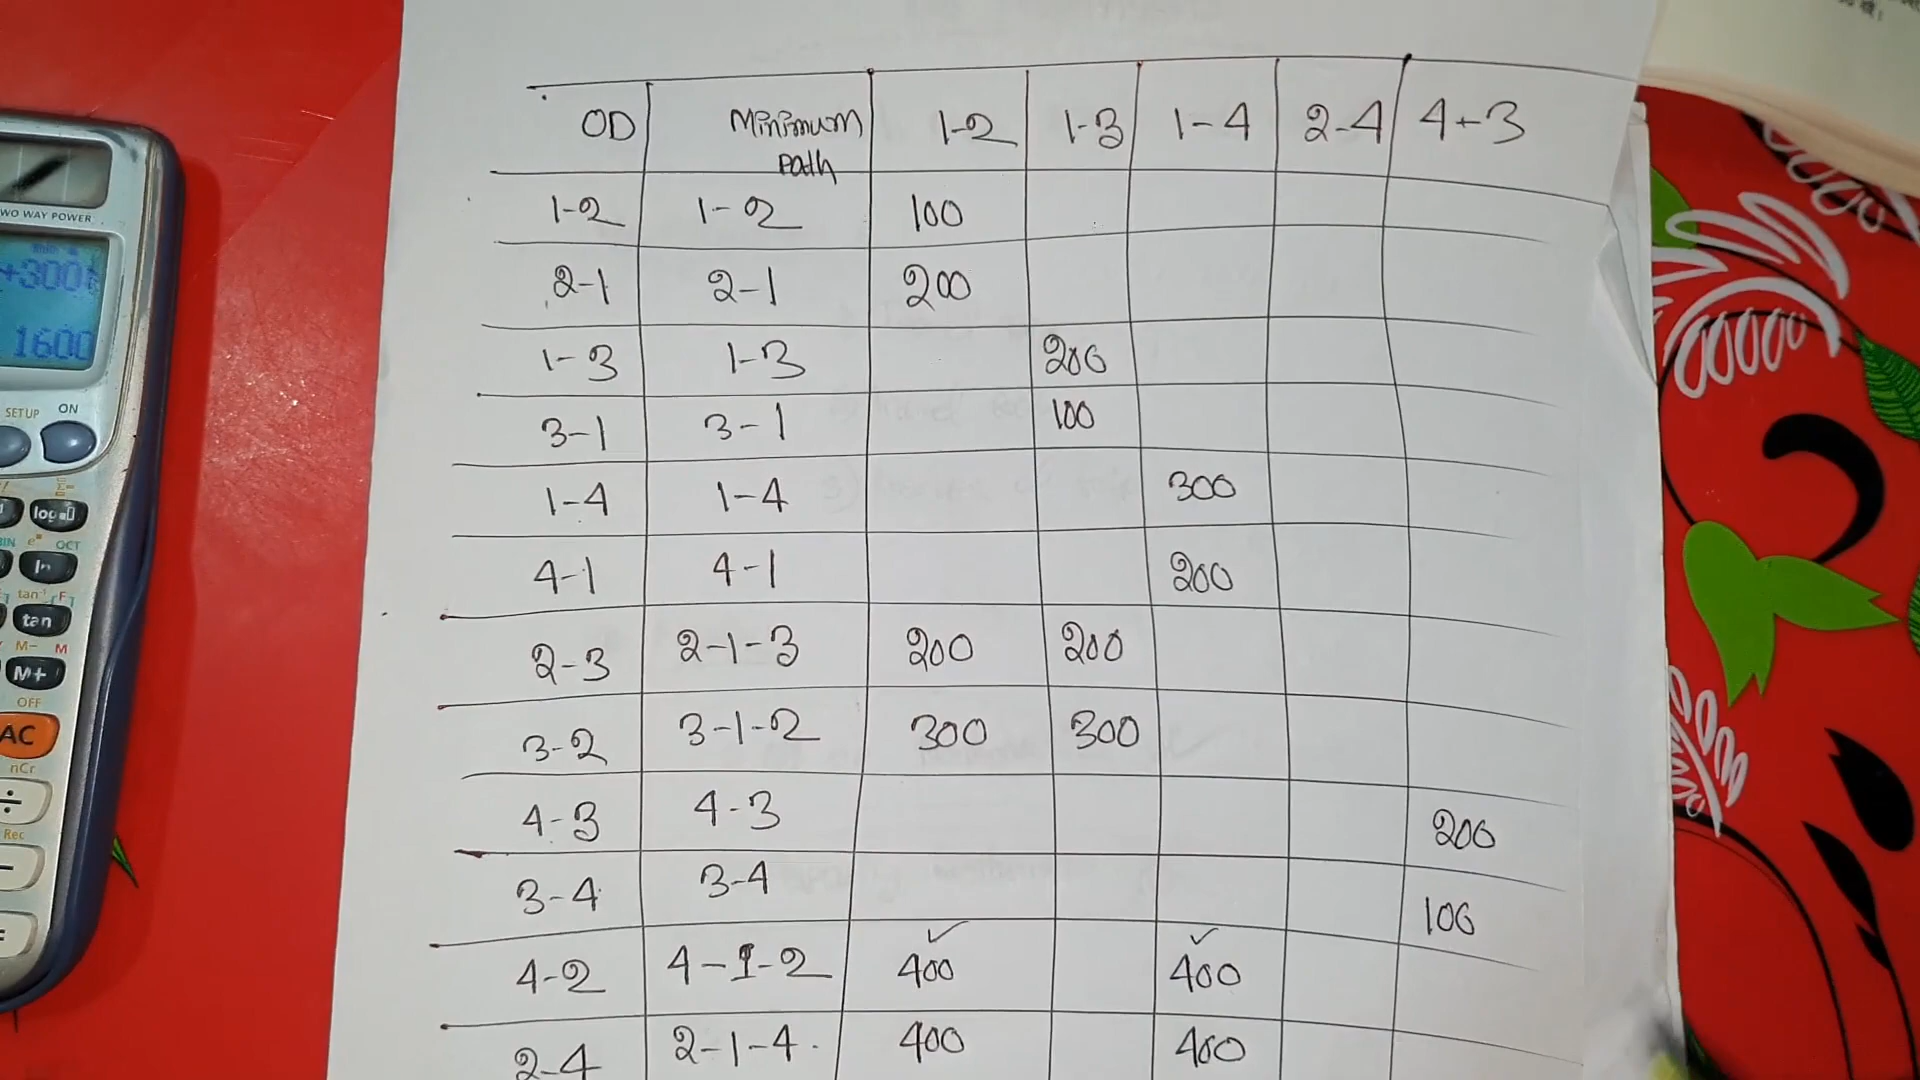 OD Minimum path 1-2 1-3 1-4 2-4 4-3
1-2 1-2 100
2-1 2-1 200
1-3 1-3 200
3-1 3-1 100
1-4 1-4 300
4-1 4-1 200
2-3 2-1-3 200 200
3-2 3-1-2 300 300
4-3 4-3 200
3-4 3-4 100
4-2 4-1-2 400 400
2-4 2-1-4. 400 400
TWO WAY POWER
+300
1600
SETUP ON
log
BIN e OCT
ln
tan⁻¹ F
tan
M- M
M+
OFF
AC
nCr
÷
Rec
−
=